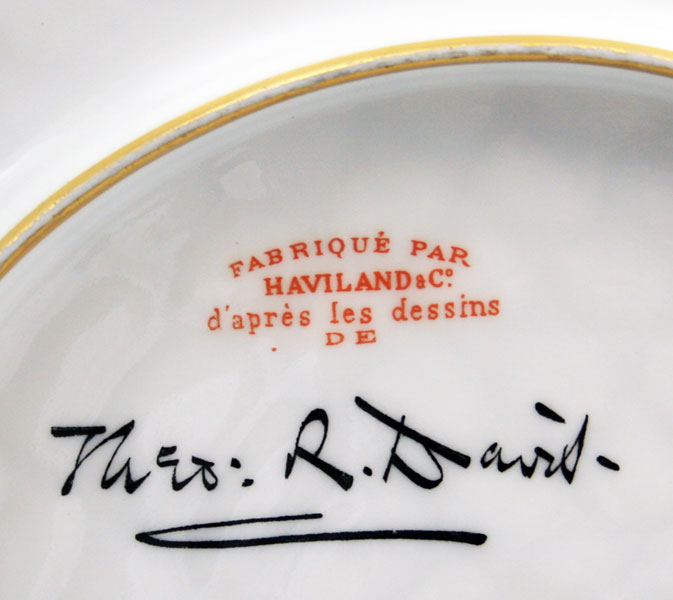 FABRIQUÉ PAR
HAVILAND & Cº.
d'après les dessins
DE
Theo: R. Davis.